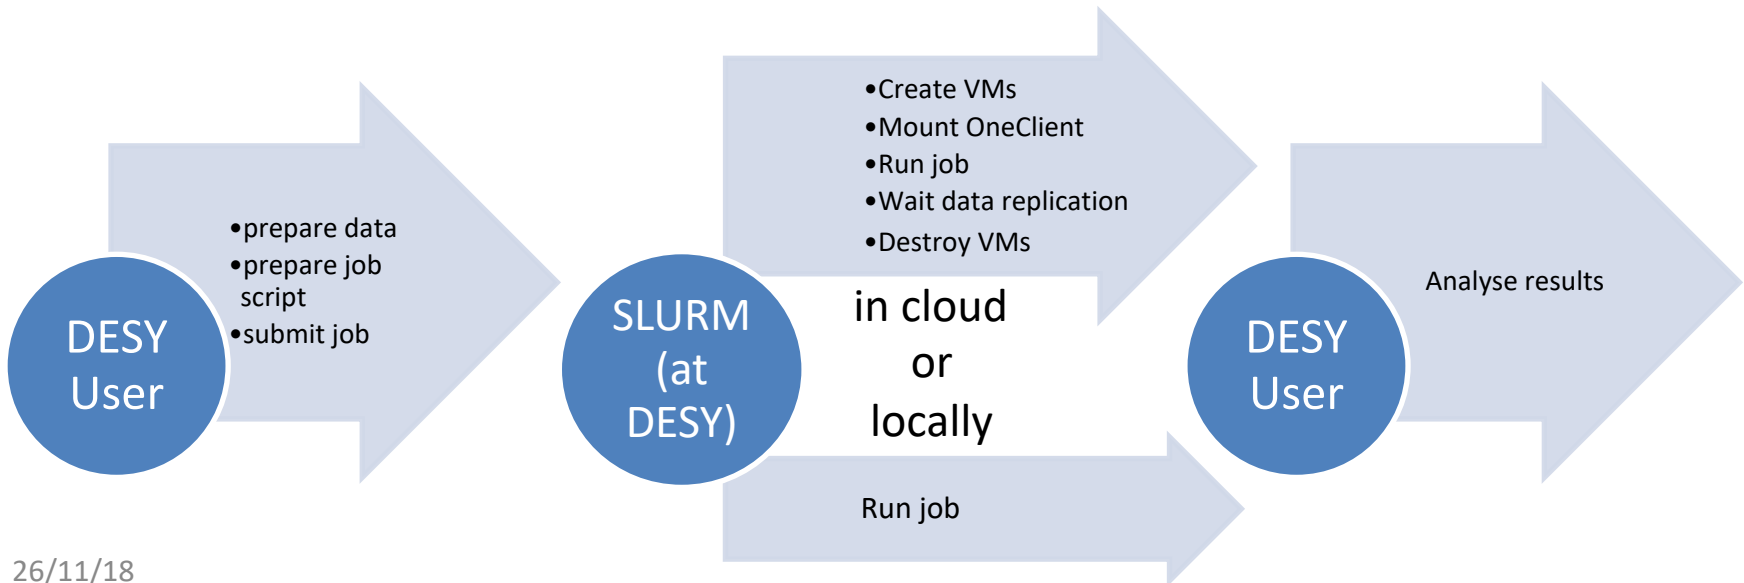 DESY
User
•prepare data
•prepare job
script
•submit job
SLURM
(at
DESY)
•Create VMs
•Mount OneClient
•Run job
•Wait data replication
•Destroy VMs
in cloud
or
locally
Run job
DESY
User
Analyse results
26/11/18